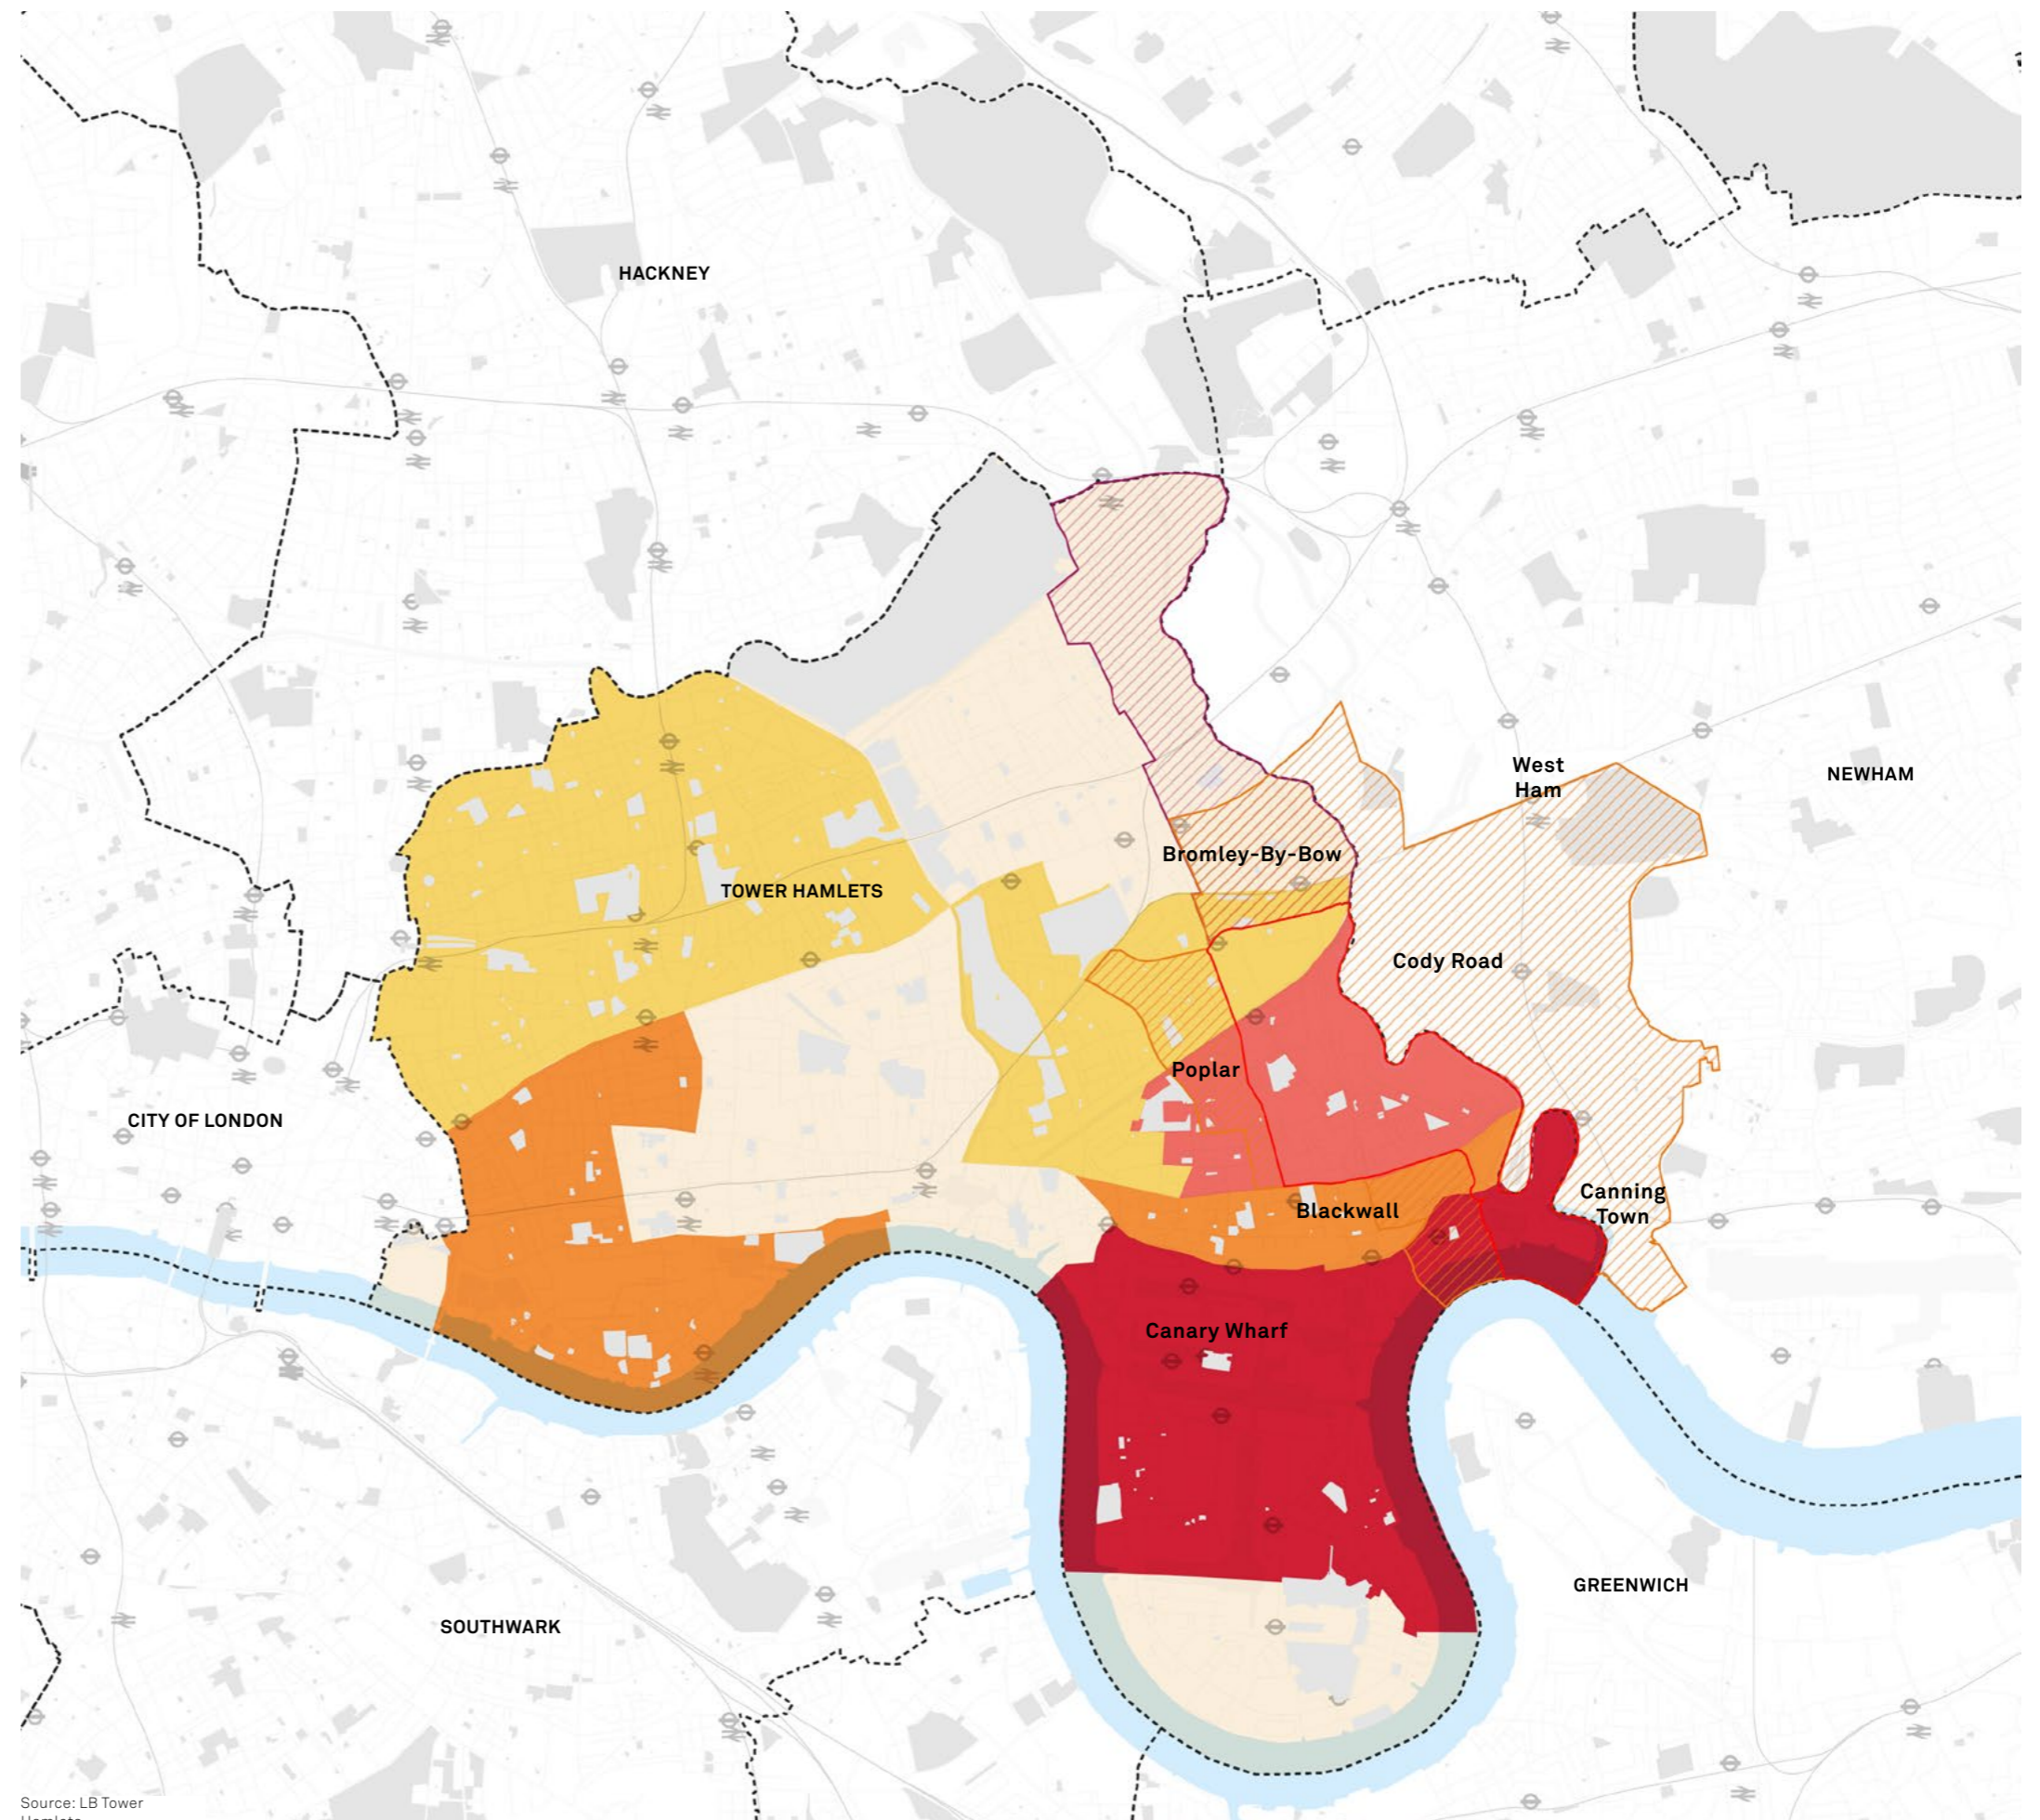 HACKNEY
West
Ham
NEWHAM
Bromley-By-Bow
TOWER HAMLETS
Cody Road
Poplar
CITY OF LONDON
Canning
Town
Blackwall
Canary Wharf
GREENWICH
SOUTHWARK
Source: LB Tower
Hamlets